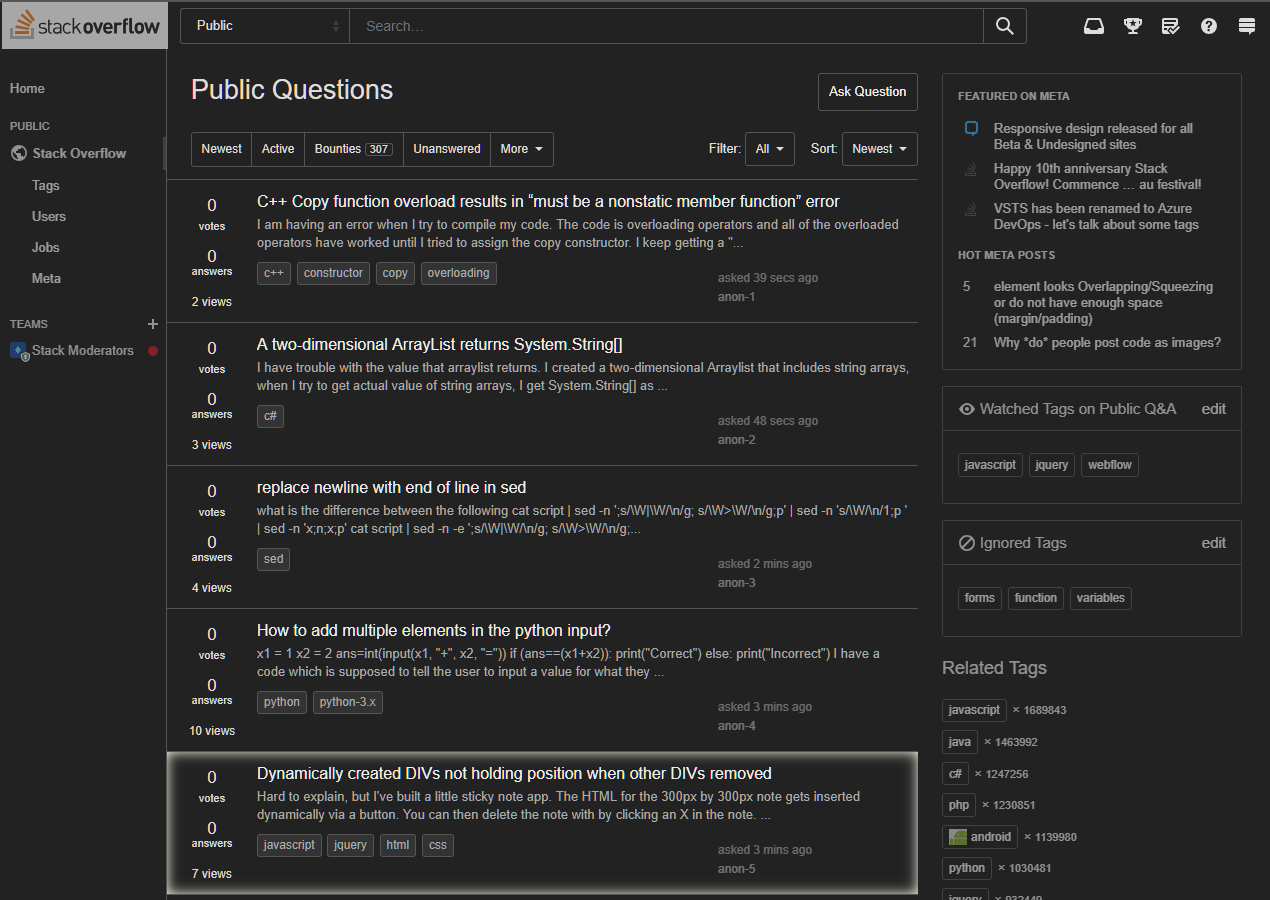 stackoverflow
Public
Search...
Home
PUBLIC
Stack Overflow
Tags
Users
Jobs
Meta
TEAMS
Stack Moderators
Public Questions
Ask Question
Newest
Active
Bounties 307
Unanswered
More
Filter: All
Sort: Newest
0
votes
0
answers
2 views
C++ Copy function overload results in “must be a nonstatic member function” error
I am having an error when I try to compile my code. The code is overloading operators and all of the overloaded
operators have worked until I tried to assign the copy constructor. I keep getting a "...
c++ constructor copy overloading
asked 39 secs ago
anon-1
0
votes
0
answers
3 views
A two-dimensional ArrayList returns System.String[]
I have trouble with the value that arraylist returns. I created a two-dimensional Arraylist that includes string arrays,
when I try to get actual value of string arrays, I get System.String[] as ...
c#
asked 48 secs ago
anon-2
0
votes
0
answers
4 views
replace newline with end of line in sed
what is the difference between the following cat script | sed -n ';s/\W|\W/\n/g; s/\W>\W/\n/g;p' | sed -n 's/\W/\n/1;p '
| sed -n 'x;n;x;p' cat script | sed -n -e ';s/\W|\W/\n/g; s/\W>\W/\n/g;...
sed
asked 2 mins ago
anon-3
0
votes
0
answers
10 views
How to add multiple elements in the python input?
x1 = 1 x2 = 2 ans=int(input(x1, "+", x2, "=")) if (ans==(x1+x2)): print("Correct") else: print("Incorrect") I have a
code which is supposed to tell the user to input a value for what they ...
python python-3.x
asked 3 mins ago
anon-4
0
votes
0
answers
7 views
Dynamically created DIVs not holding position when other DIVs removed
Hard to explain, but I've built a little sticky note app. The HTML for the 300px by 300px note gets inserted
dynamically via a button. You can then delete the note with by clicking an X in the note. ...
javascript jquery html css
asked 3 mins ago
anon-5
FEATURED ON META
Responsive design released for all
Beta & Undesigned sites
Happy 10th anniversary Stack
Overflow! Commence ... au festival!
VSTS has been renamed to Azure
DevOps - let's talk about some tags
HOT META POSTS
5 element looks Overlapping/Squeezing
or do not have enough space
(margin/padding)
21 Why *do* people post code as images?
Watched Tags on Public Q&A edit
javascript jquery webflow
Ignored Tags edit
forms function variables
Related Tags
javascript × 1689843
java × 1463992
c# × 1247256
php × 1230851
android × 1139980
python × 1030481
jquery × 932449